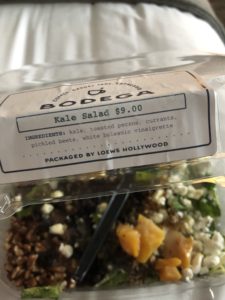 BODEGA
Kale Salad $9.00
INGREDIENTS: kale, toasted pecans, currants,
pickled beets, white balsamic vinaigrette
PACKAGED BY LOEWS HOLLYWOOD